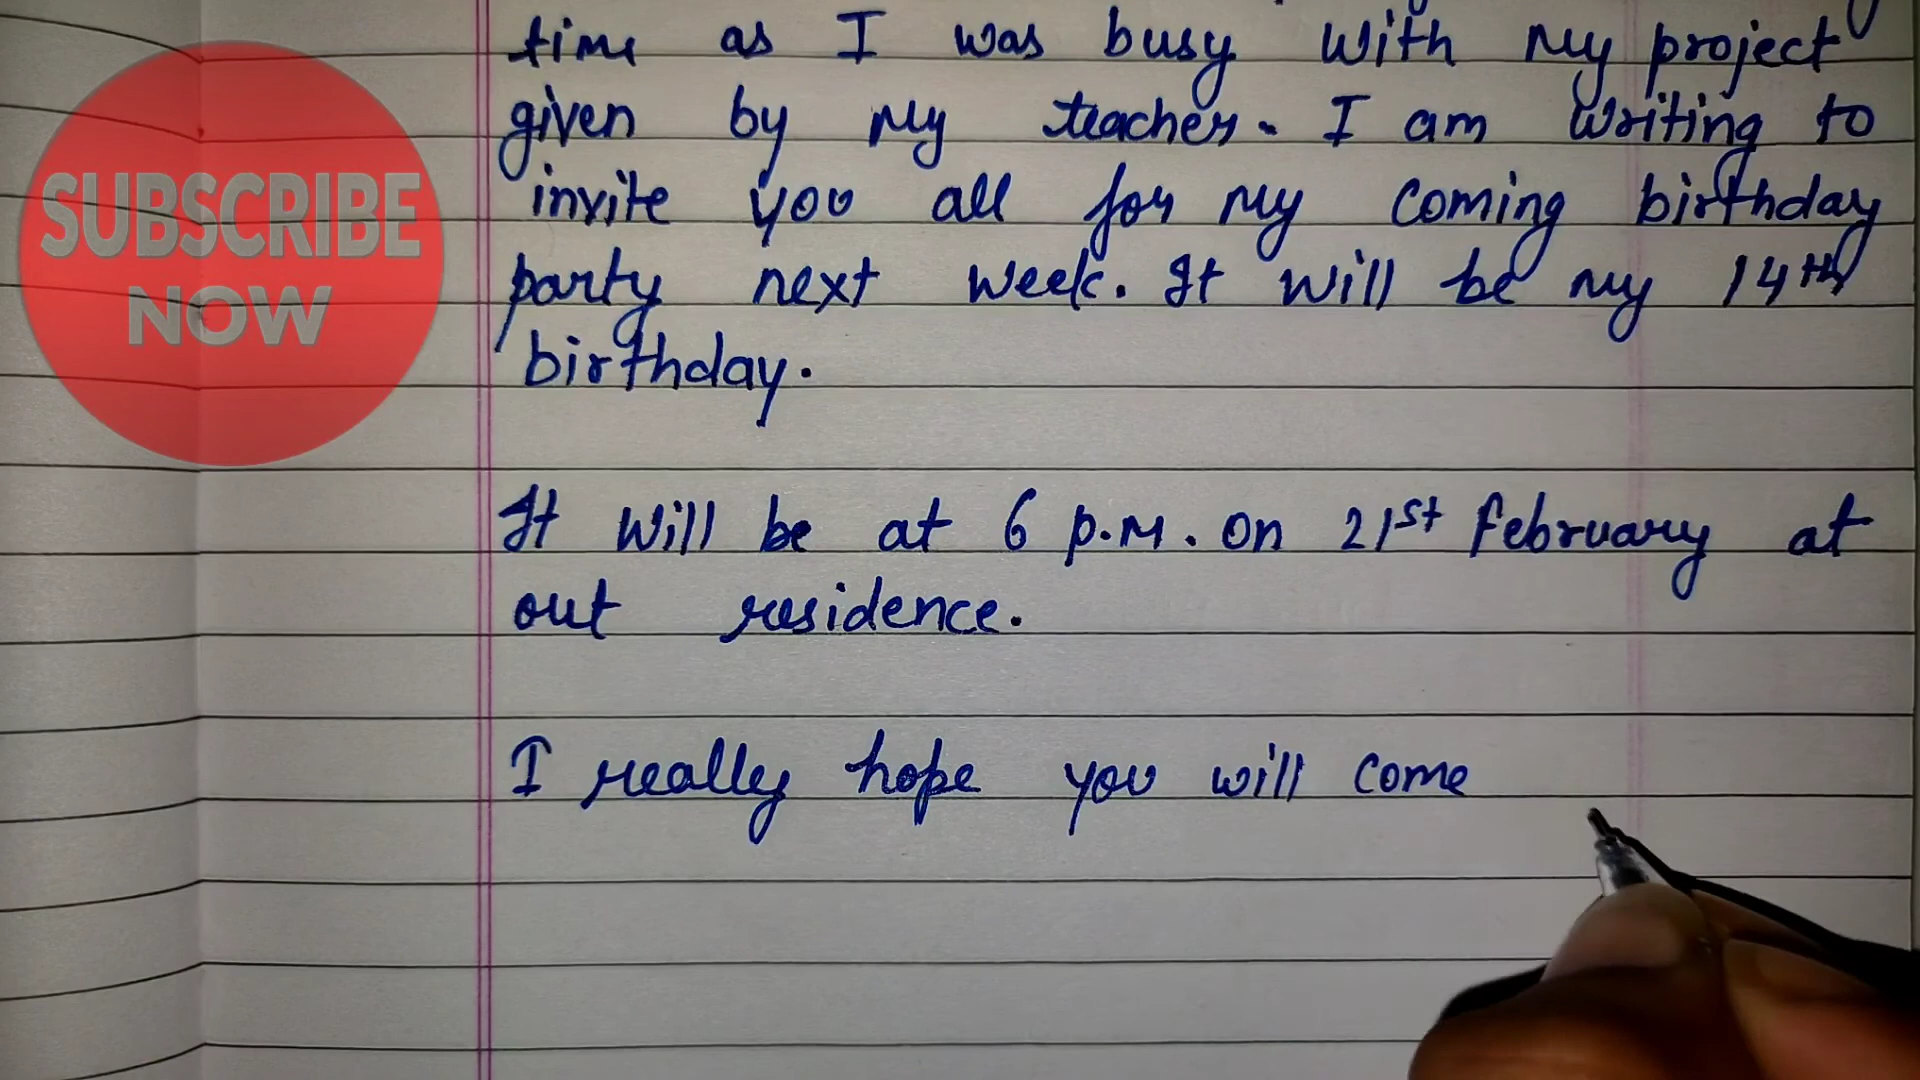 time as I was busy with my project
given by my teacher. I am writing to
invite you all for my coming birthday
party next week. It will be my 14th
birthday.
It will be at 6 p.m. on 21st february at
out residence.
I really hope you will come
SUBSCRIBE
NOW